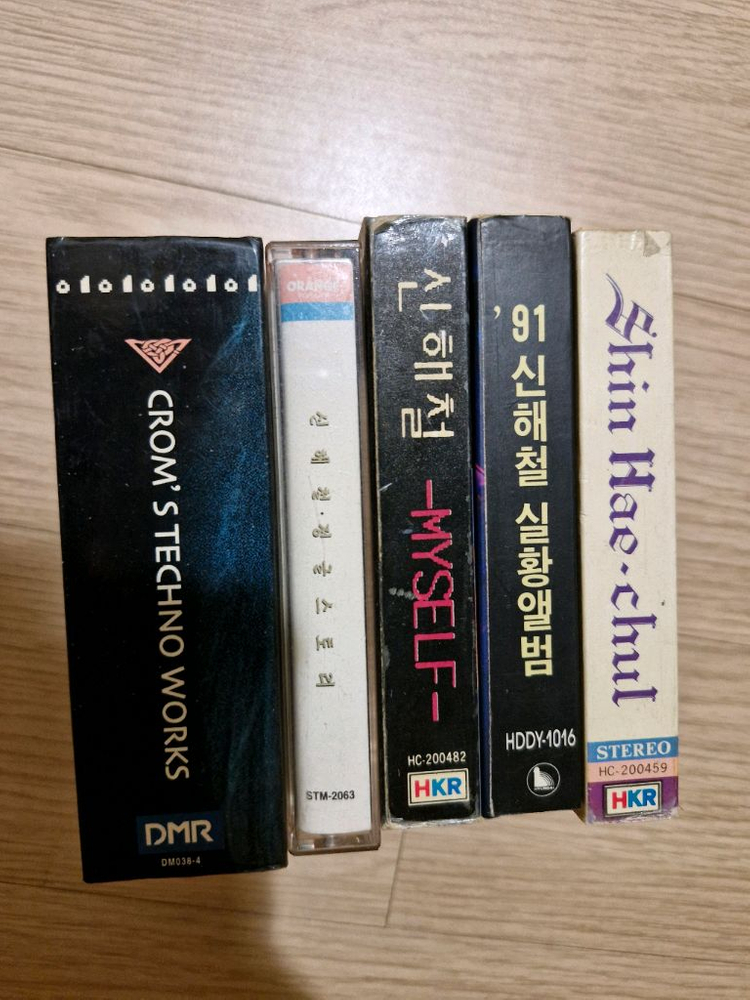 010101010101
CROM'S TECHNO WORKS
DMR
DM038-4
ORANGE
신해철·정글스토리
STM-2063
신해철
-MYSELF-
HC-200482
HKR
'91 신해철 실황앨범
HDDY-1016
HYUNDAI
Shin Hae·chul
STEREO
HC-200459
HKR